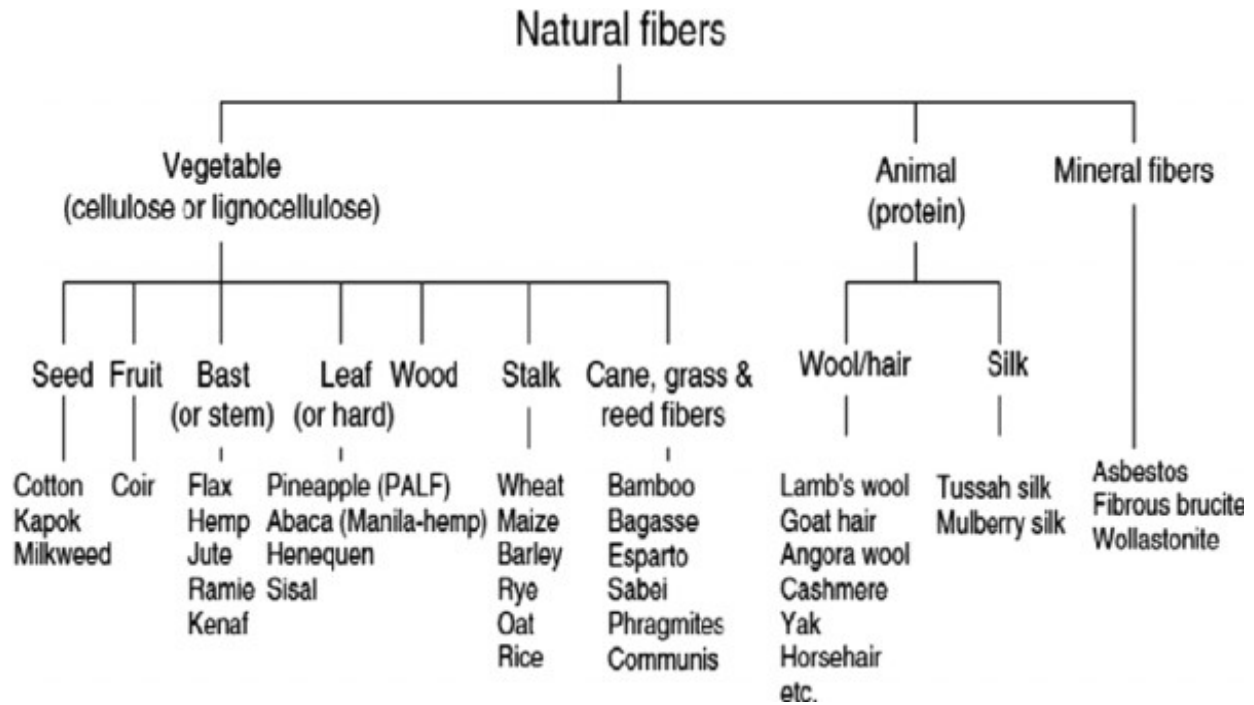 Natural fibers
Vegetable
(cellulose or lignocellulose)
Animal
(protein)
Mineral fibers
Seed
Fruit
Bast
(or stem)
Leaf
(or hard)
Wood
Stalk
Cane, grass &
reed fibers
Wool/hair
Silk
Cotton
Kapok
Milkweed
Coir
Flax
Hemp
Jute
Ramie
Kenaf
Pineapple (PALF)
Abaca (Manila-hemp)
Henequen
Sisal
Wheat
Maize
Barley
Rye
Oat
Rice
Bamboo
Bagasse
Esparto
Sabei
Phragmites
Communis
Lamb's wool
Goat hair
Angora wool
Cashmere
Yak
Horsehair
etc.
Tussah silk
Mulberry silk
Asbestos
Fibrous brucite
Wollastonite